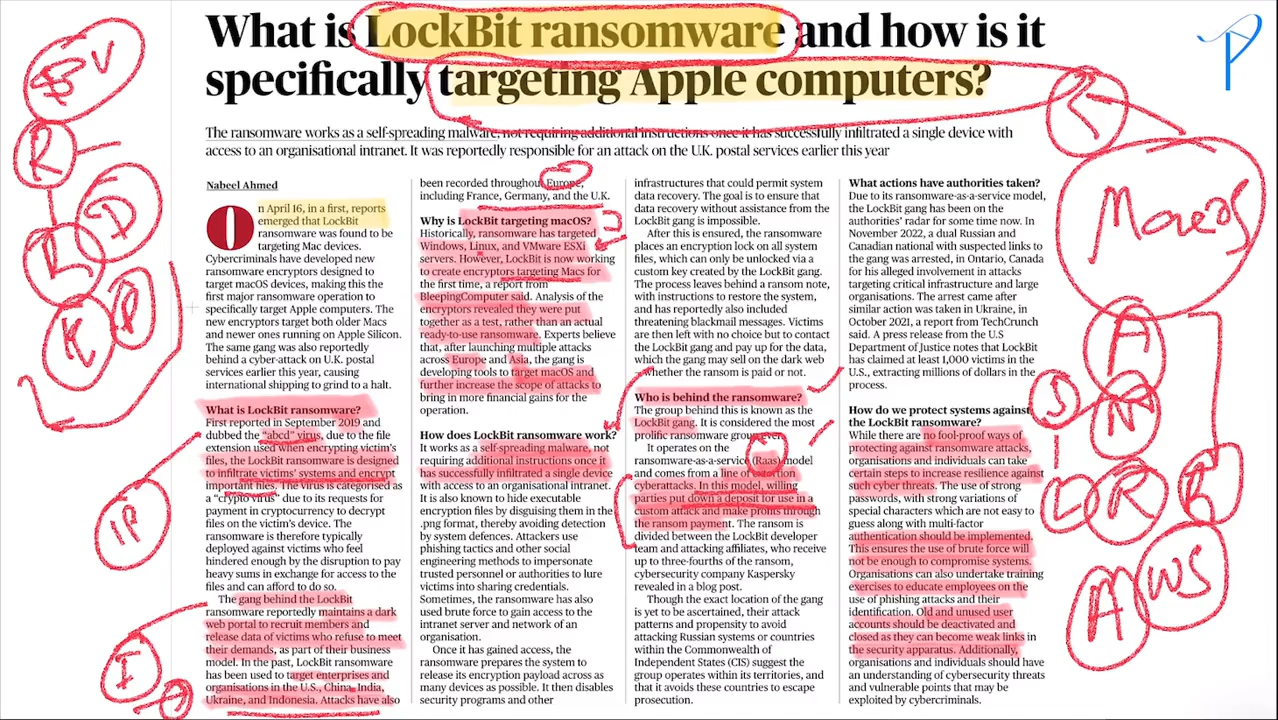 What is LockBit ransomware and how is it
specifically targeting Apple computers?
The ransomware works as a self-spreading malware, not requiring additional instructions once it has successfully infiltrated a single device with
access to an organisational intranet. It was reportedly responsible for an attack on the U.K. postal services earlier this year
Nabeel Ahmed
On April 16, in a first, reports
emerged that LockBit
ransomware was found to be
targeting Mac devices.
Cybercriminals have developed new
ransomware encryptors designed to
target macOS devices, making this the
first major ransomware operation to
specifically target Apple computers. The
new encryptors target both older Macs
and newer ones running on Apple Silicon.
The same gang was also reportedly
behind a cyber-attack on U.K. postal
services earlier this year, causing
international shipping to grind to a halt.
What is LockBit ransomware?
First reported in September 2019 and
dubbed the “abcd” virus, due to the file
extension used when encrypting victim’s
files, the LockBit ransomware is designed
to infiltrate victims’ systems and encrypt
important files. The virus is categorised as
a “crypto virus” due to its requests for
payment in cryptocurrency to decrypt
files on the victim’s device. The
ransomware is therefore typically
deployed against victims who feel
hindered enough by the disruption to pay
heavy sums in exchange for access to the
files and can afford to do so.
The gang behind the LockBit
ransomware reportedly maintains a dark
web portal to recruit members and
release data of victims who refuse to meet
their demands, as part of their business
model. In the past, LockBit ransomware
has been used to target enterprises and
organisations in the U.S., China, India,
Ukraine, and Indonesia. Attacks have also
been recorded throughout Europe,
including France, Germany, and the U.K.
Why is LockBit targeting macOS?
Historically, ransomware has targeted
Windows, Linux, and VMware ESXi
servers. However, LockBit is now working
to create encryptors targeting Macs for
the first time, a report from
BleepingComputer said. Analysis of the
encryptors revealed they were put
together as a test, rather than an actual
ready-to-use ransomware. Experts believe
that, after launching multiple attacks
across Europe and Asia, the gang is
developing tools to target macOS and
further increase the scope of attacks to
bring in more financial gains for the
operation.
How does LockBit ransomware work?
It works as a self-spreading malware, not
requiring additional instructions once it
has successfully infiltrated a single device
with access to an organisational intranet.
It is also known to hide executable
encryption files by disguising them in the
.png format, thereby avoiding detection
by system defences. Attackers use
phishing tactics and other social
engineering methods to impersonate
trusted personnel or authorities to lure
victims into sharing credentials.
Sometimes, the ransomware has also
used brute force to gain access to the
intranet server and network of an
organisation.
Once it has gained access, the
ransomware prepares the system to
release its encryption payload across as
many devices as possible. It then disables
security programs and other
infrastructures that could permit system
data recovery. The goal is to ensure that
data recovery without assistance from the
LockBit gang is impossible.
After this is ensured, the ransomware
places an encryption lock on all system
files, which can only be unlocked via a
custom key created by the LockBit gang.
The process leaves behind a ransom note,
with instructions to restore the system,
and has reportedly also included
threatening blackmail messages. Victims
are then left with no choice but to contact
the LockBit gang and pay up for the data,
which the gang may sell on the dark web
—whether the ransom is paid or not.
Who is behind the ransomware?
The group behind this is known as the
LockBit gang. It is considered the most
prolific ransomware group ever.
It operates on the
ransomware-as-a-service (Raas) model
and comes from a line of extortion
cyberattacks. In this model, willing
parties put down a deposit for use in a
custom attack and make profits through
the ransom payment. The ransom is
divided between the LockBit developer
team and attacking affiliates, who receive
up to three-fourths of the ransom,
cybersecurity company Kaspersky
revealed in a blog post.
Though the exact location of the gang
is yet to be ascertained, their attack
patterns and propensity to avoid
attacking Russian systems or countries
within the Commonwealth of
Independent States (CIS) suggest the
group operates within its territories, and
that it avoids these countries to escape
prosecution.
What actions have authorities taken?
Due to its ransomware-as-a-service model,
the LockBit gang has been on the
authorities’ radar for some time now. In
November 2022, a dual Russian and
Canadian national with suspected links to
the gang was arrested, in Ontario, Canada
for his alleged involvement in attacks
targeting critical infrastructure and large
organisations. The arrest came after
similar action was taken in Ukraine, in
October 2021, a report from TechCrunch
said. A press release from the U.S
Department of Justice notes that LockBit
has claimed at least 1,000 victims in the
U.S., extracting millions of dollars in the
process.
How do we protect systems against
the LockBit ransomware?
While there are no fool-proof ways of
protecting against ransomware attacks,
organisations and individuals can take
certain steps to increase resilience against
such cyber threats. The use of strong
passwords, with strong variations of
special characters which are not easy to
guess along with multi-factor
authentication should be implemented.
This ensures the use of brute force will
not be enough to compromise systems.
Organisations can also undertake training
exercises to educate employees on the
use of phishing attacks and their
identification. Old and unused user
accounts should be deactivated and
closed as they can become weak links in
the security apparatus. Additionally,
organisations and individuals should have
an understanding of cybersecurity threats
and vulnerable points that may be
exploited by cybercriminals.
V
R
D
IP
I
L
A
N
R
A
WS